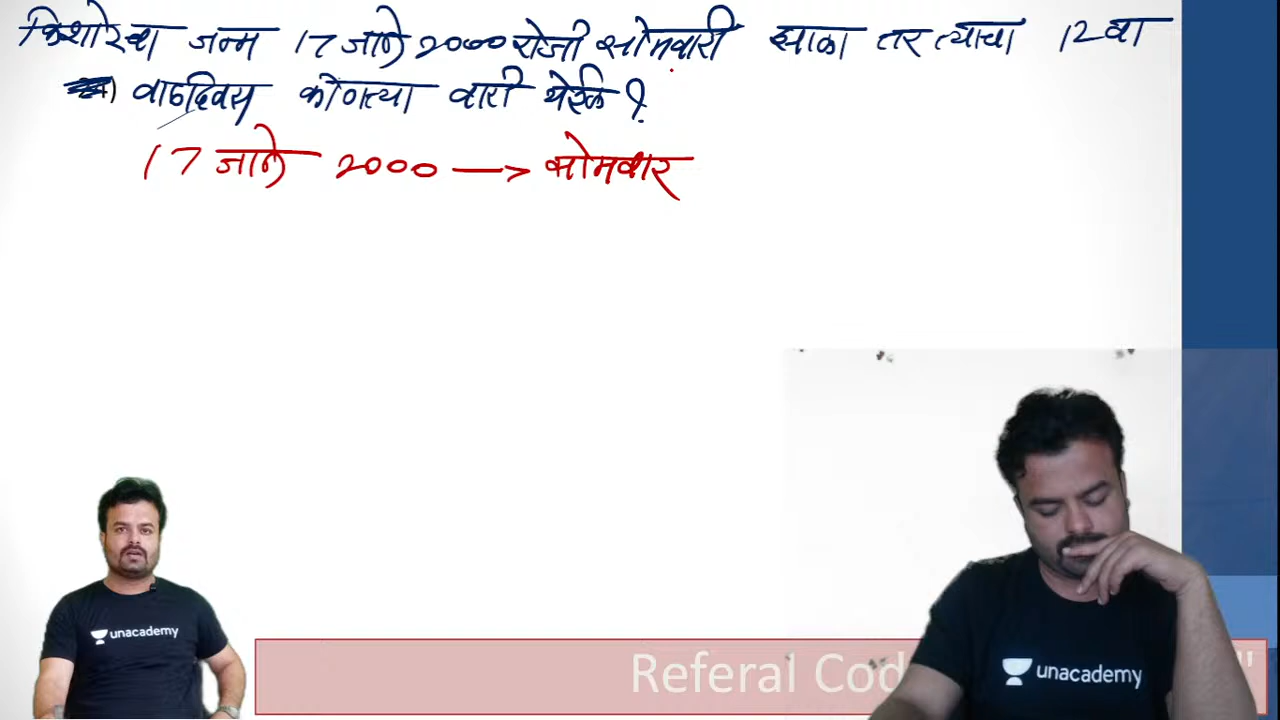 किशोरचा जन्म 17 जाने 2000 रोजी सोमवारी झाला तर त्याचा 12 वा
वाढदिवस कोणत्या वारी येईल ?
17 जाने 2000 → सोमवार
unacademy
unacademy
Referal Cod